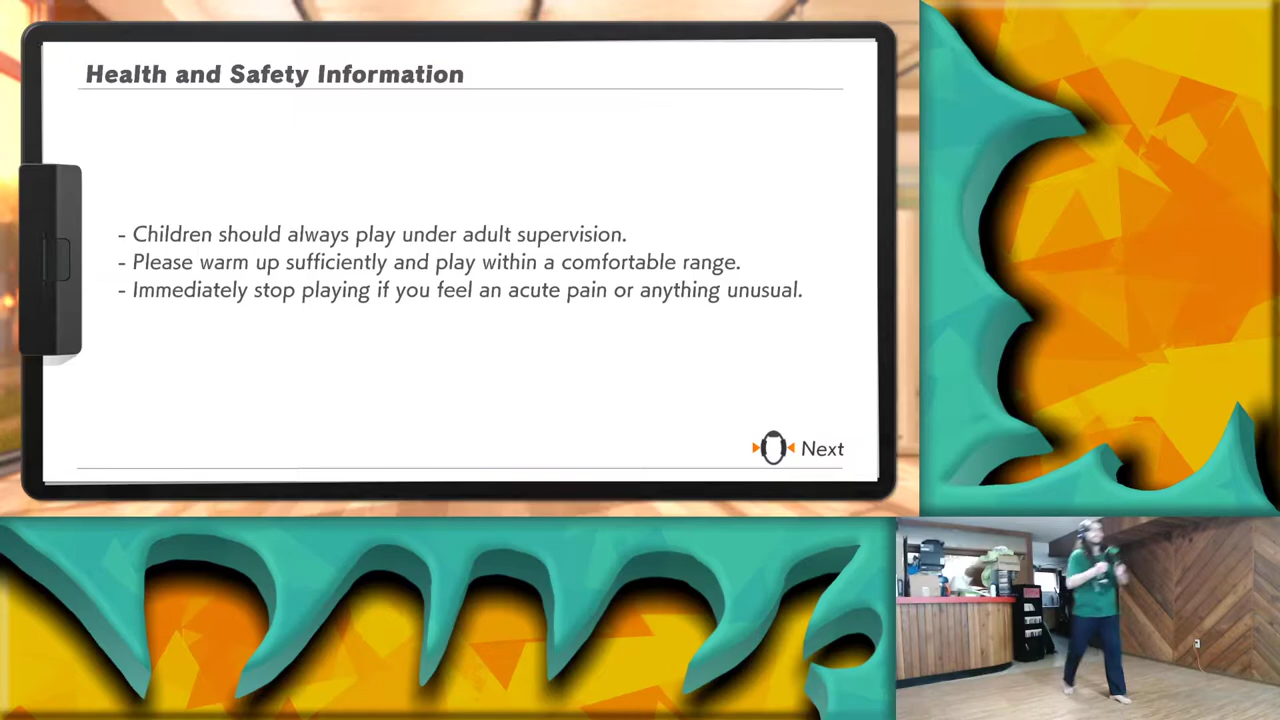 Health and Safety Information
- Children should always play under adult supervision.
- Please warm up sufficiently and play within a comfortable range.
- Immediately stop playing if you feel an acute pain or anything unusual.
Next